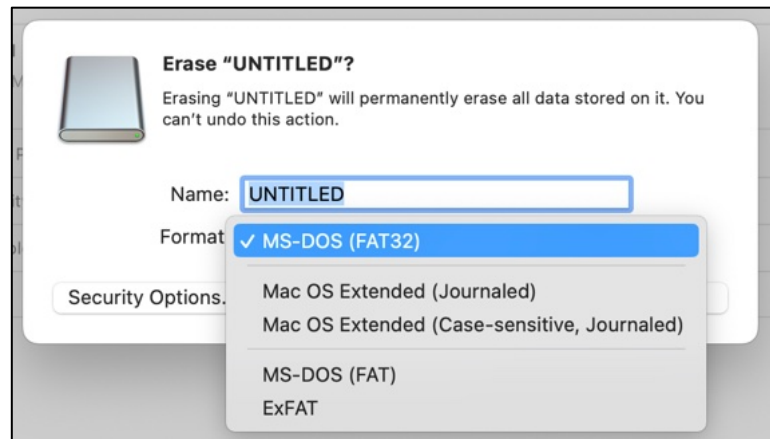 Erase “UNTITLED”?
Erasing “UNTITLED” will permanently erase all data stored on it. You
can’t undo this action.
Name: UNTITLED
Format
✓ MS-DOS (FAT32)
Mac OS Extended (Journaled)
Security Options.
Mac OS Extended (Case-sensitive, Journaled)
MS-DOS (FAT)
ExFAT